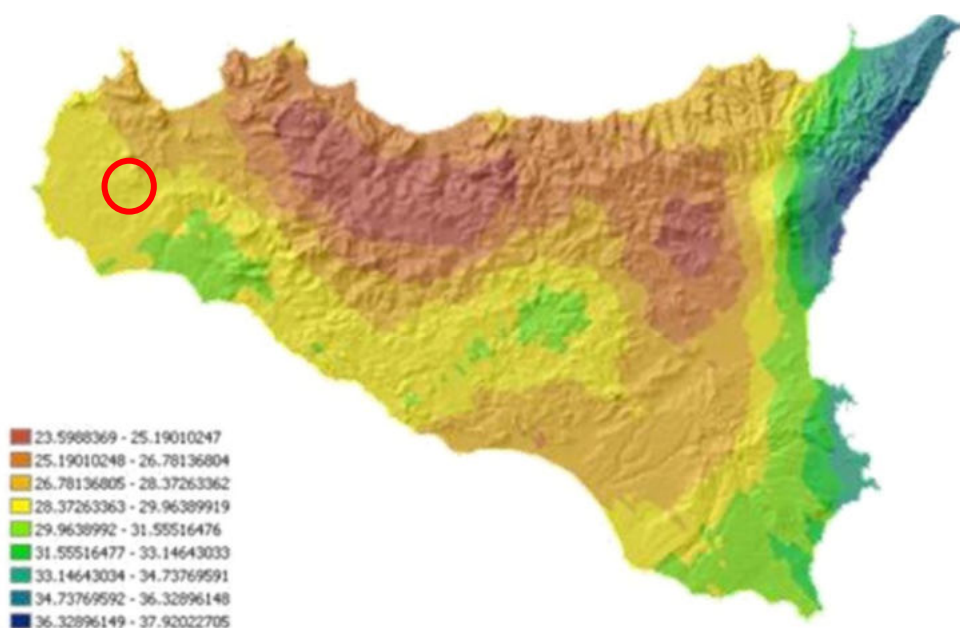 23.5988369 - 25.19010247
25.19010248 - 26.78136804
26.78136805 - 28.37263362
28.37263363 - 29.96389919
29.9638992 - 31.55516476
31.55516477 - 33.14643033
33.14643034 - 34.73769591
34.73769592 - 36.32896148
36.32896149 - 37.92022705